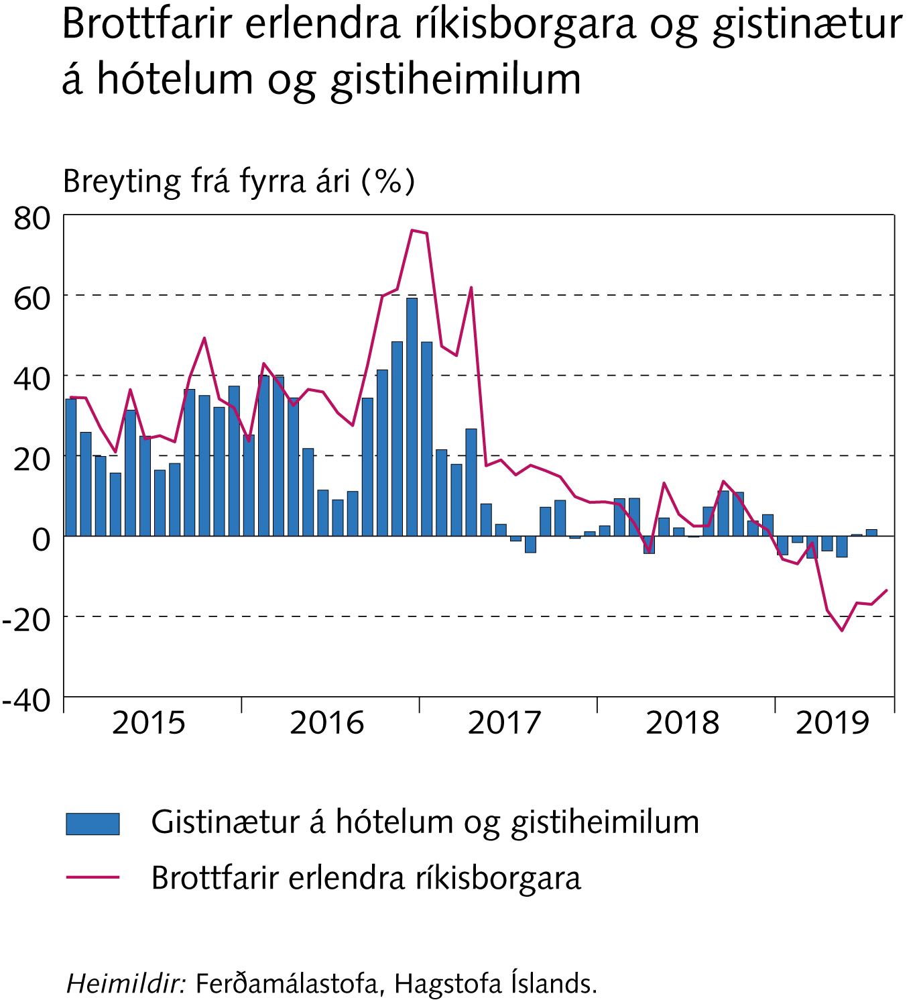 Brottfarir erlendra ríkisborgara og gistinætur
á hótelum og gistiheimilum
Breyting frá fyrra ári (%)
80
60
40
20
0
-20
-40
2015 2016 2017 2018 2019
Gistinætur á hótelum og gistiheimilum
Brottfarir erlendra ríkisborgara
Heimildir: Ferðamálastofa, Hagstofa Íslands.